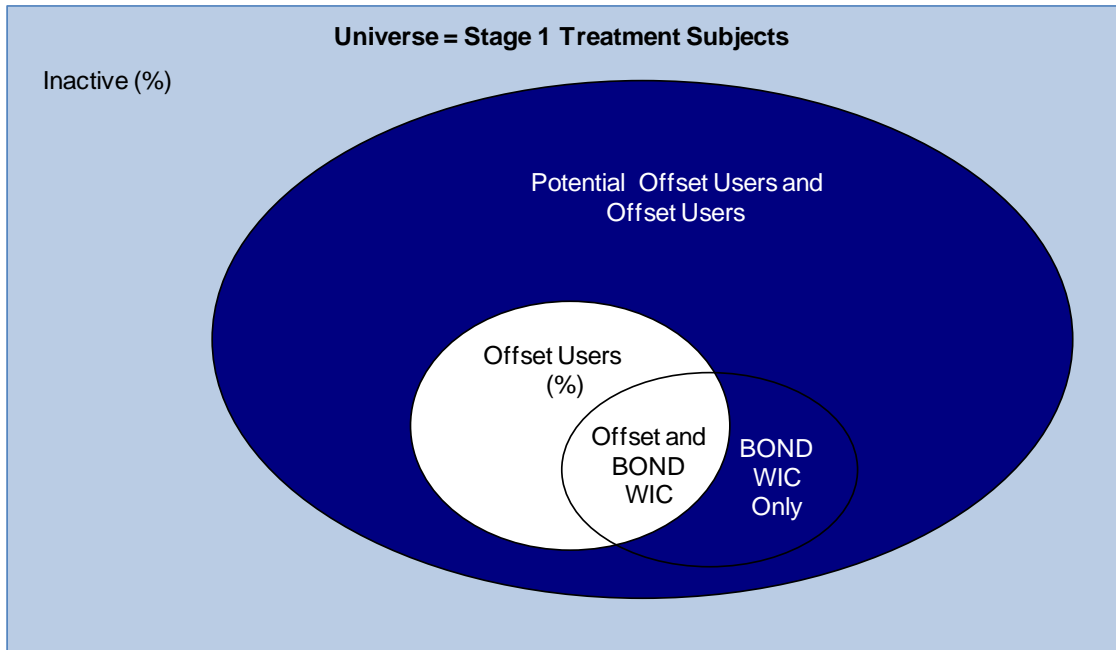 Universe = Stage 1 Treatment Subjects
Inactive (%)
Potential Offset Users and
Offset Users
Offset Users
(%)
Offset and
BOND
WIC
BOND
WIC
Only